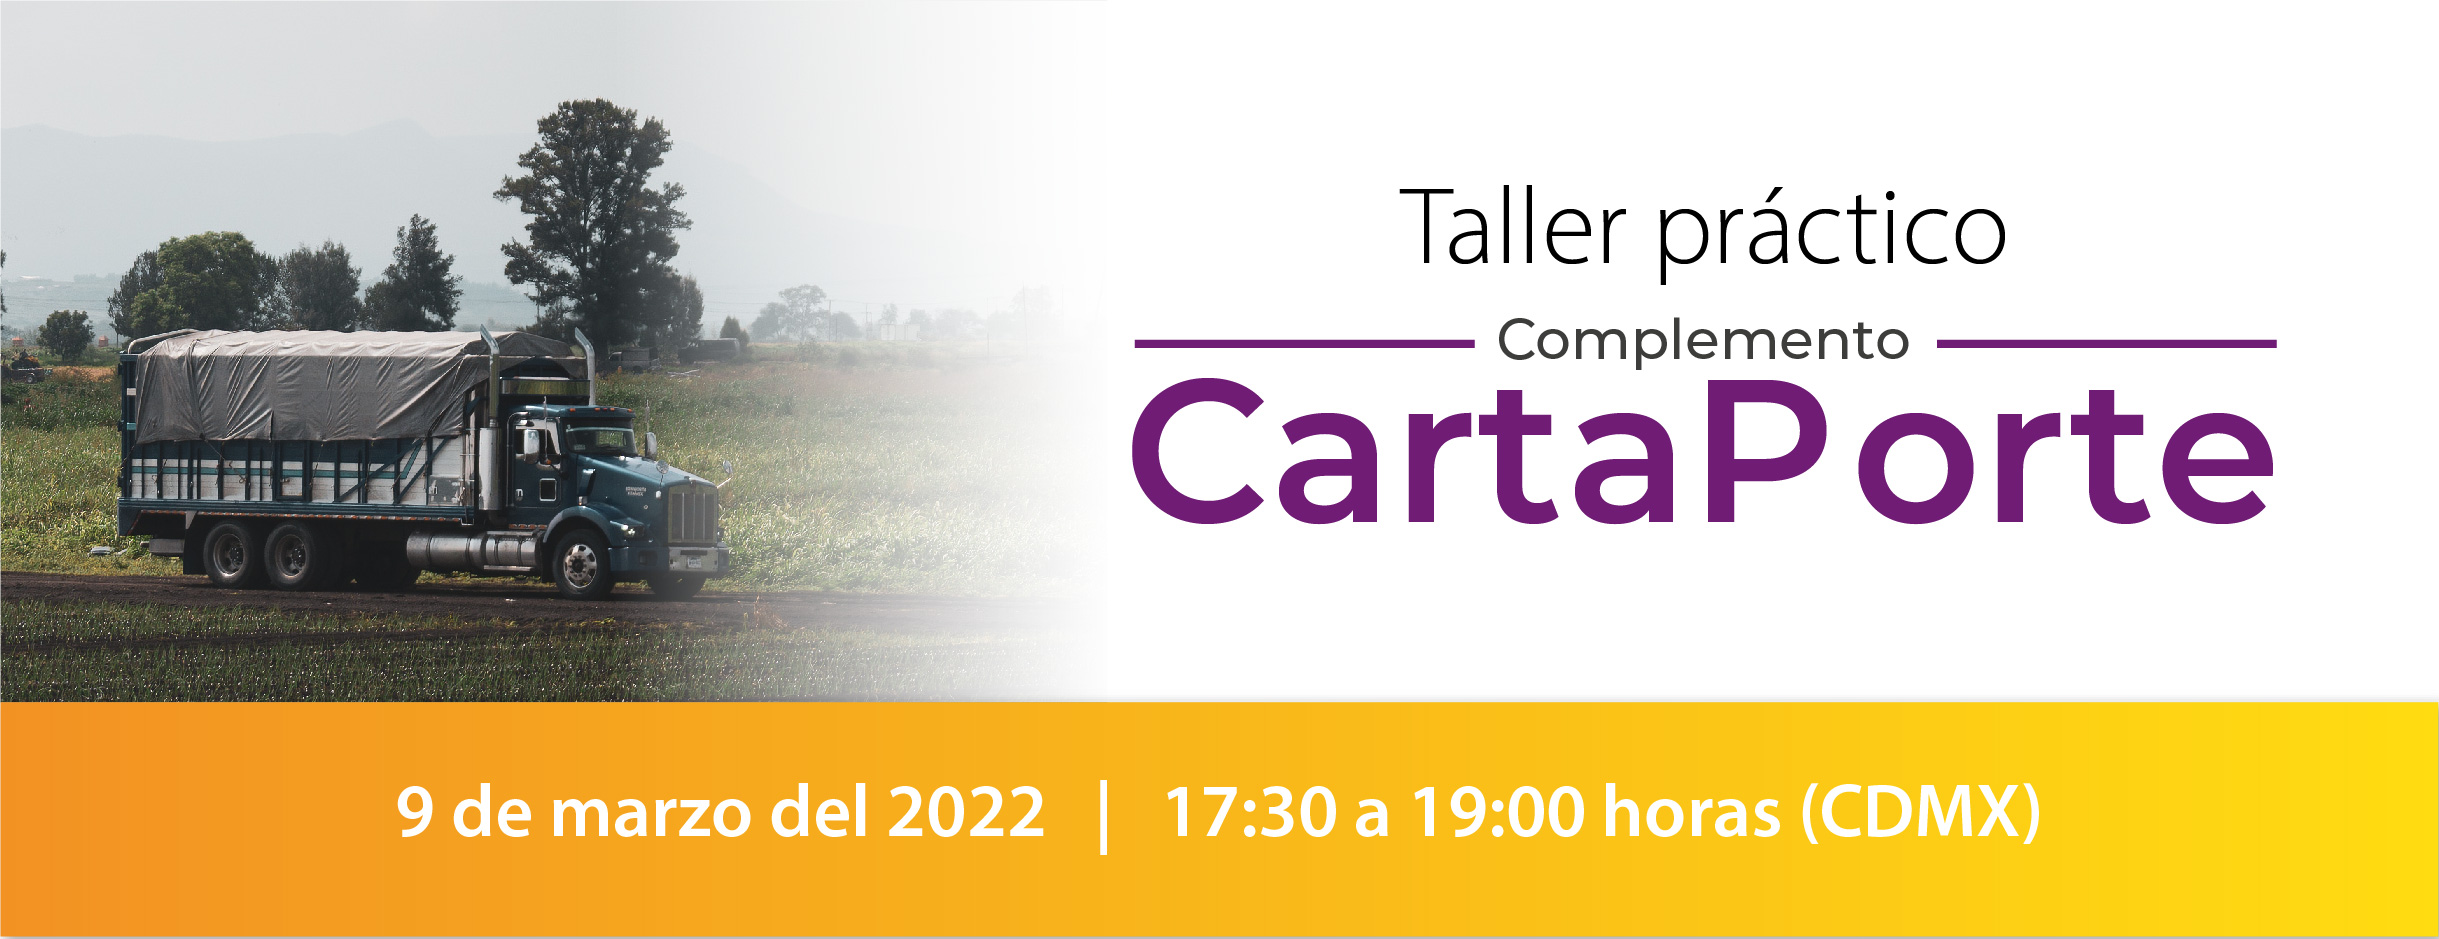 Taller práctico
Complemento
CartaPorte
9 de marzo del 2022 | 17:30 a 19:00 horas (CDMX)